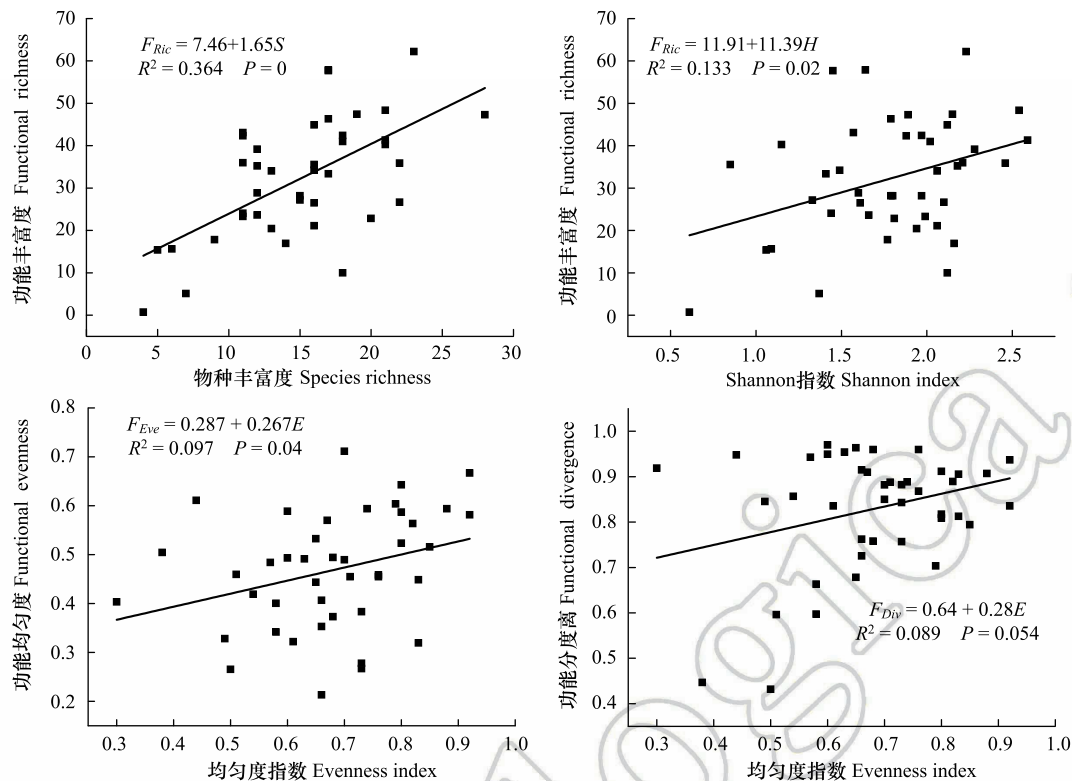 70
60
50
40
30
20
10
0
功能丰富度 Functional richness
F_Ric = 7.46+1.65S
R² = 0.364 P = 0
0 5 10 15 20 25 30
物种丰富度 Species richness
70
60
50
40
30
20
10
0
功能丰富度 Functional richness
F_Ric = 11.91+11.39H
R² = 0.133 P = 0.02
0.5 1.0 1.5 2.0 2.5
Shannon指数 Shannon index
0.8
0.7
0.6
0.5
0.4
0.3
0.2
功能均匀度 Functional evenness
F_Eve = 0.287 + 0.267E
R² = 0.097 P = 0.04
0.3 0.4 0.5 0.6 0.7 0.8 0.9 1.0
均匀度指数 Evenness index
1.0
0.9
0.8
0.7
0.6
0.5
0.4
功能分度离 Functional divergence
F_Div = 0.64 + 0.28E
R² = 0.089 P = 0.054
0.3 0.4 0.5 0.6 0.7 0.8 0.9 1.0
均匀度指数 Evenness index
ogica